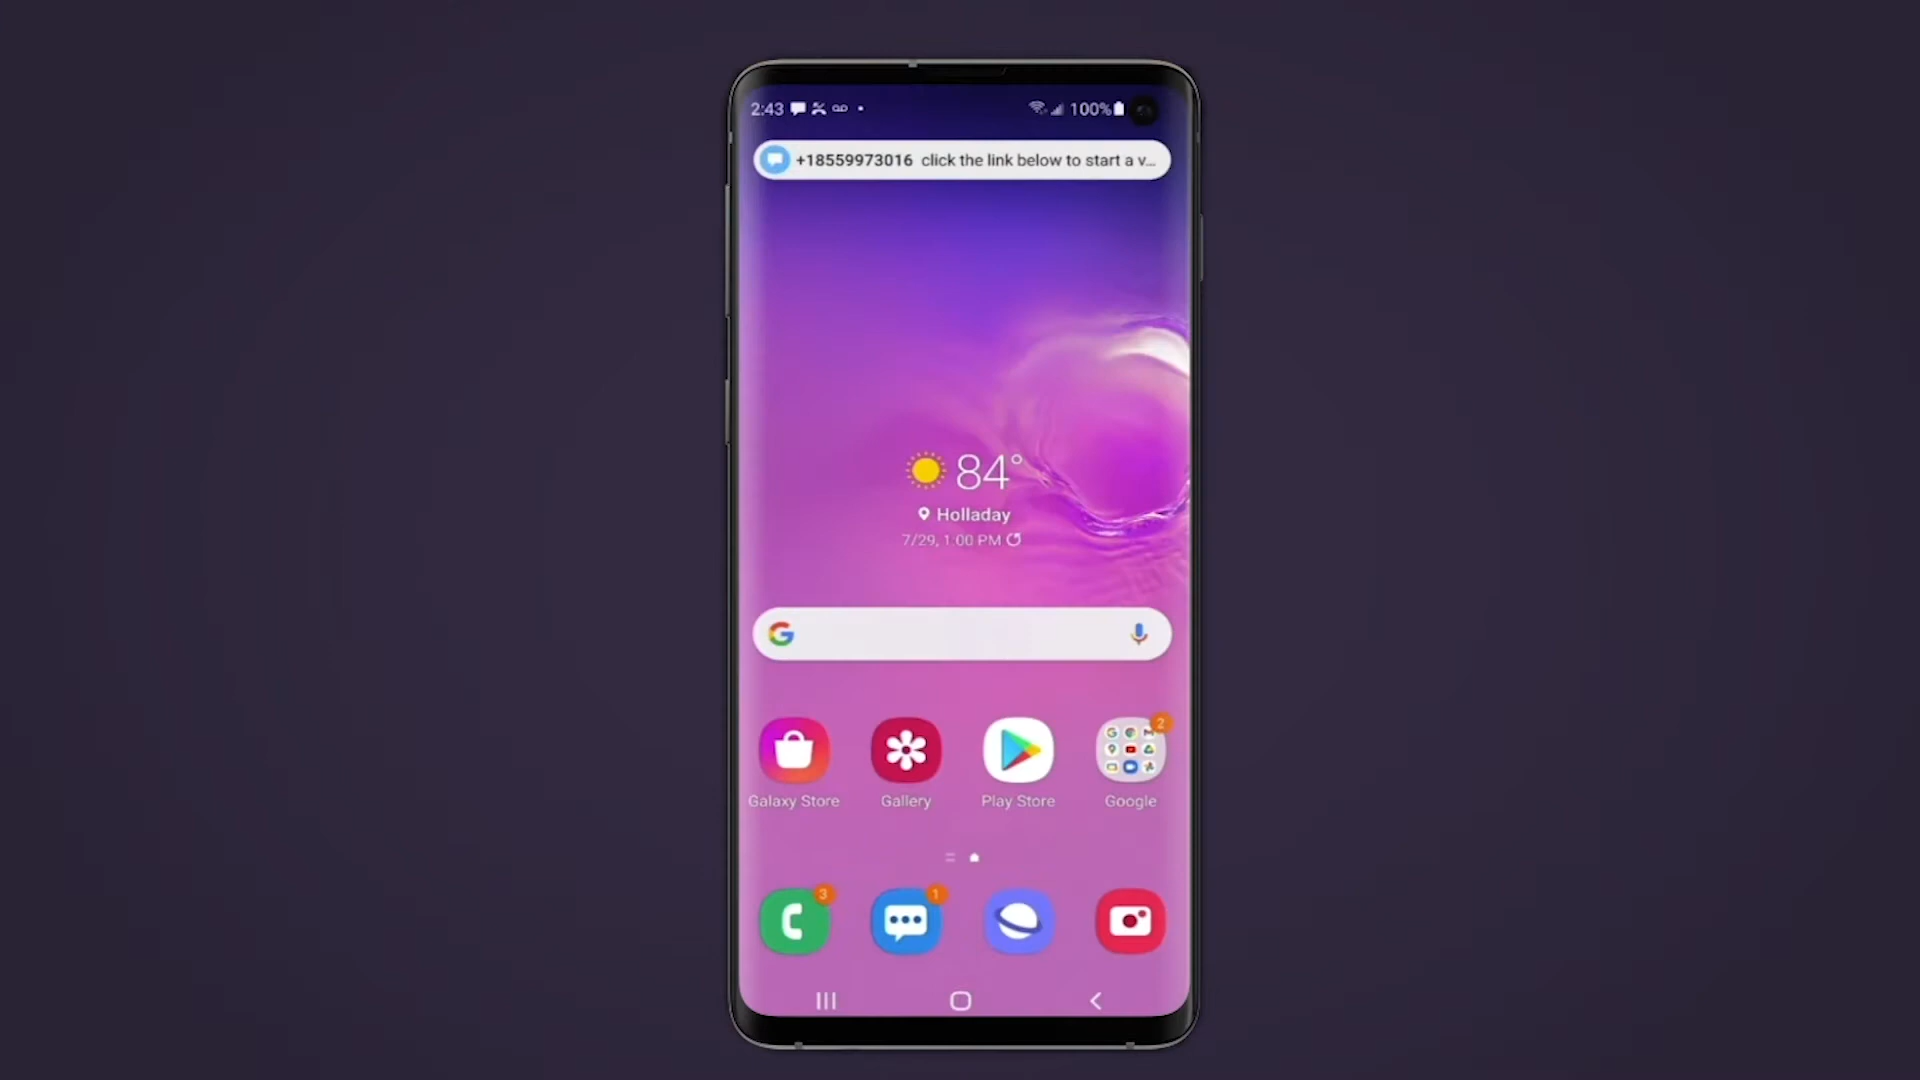 2:43 100%
+18559973016 click the link below to start a v...
84°
Holladay
7/29, 1:00 PM
G
2
Galaxy Store Gallery Play Store Google
3 1